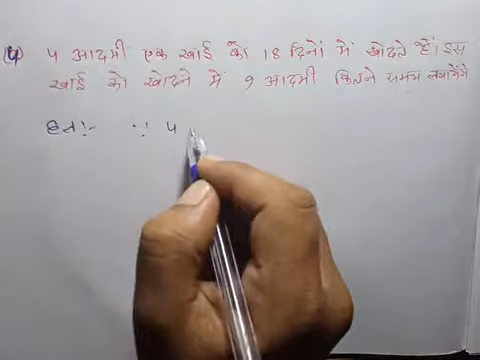 (4) 4 आदमी एक खाई को 18 दिनों में खोदते हैं। इस
खाई को खोदने में 9 आदमी कितने समय लगायेंगे
हल:- ∵ 4